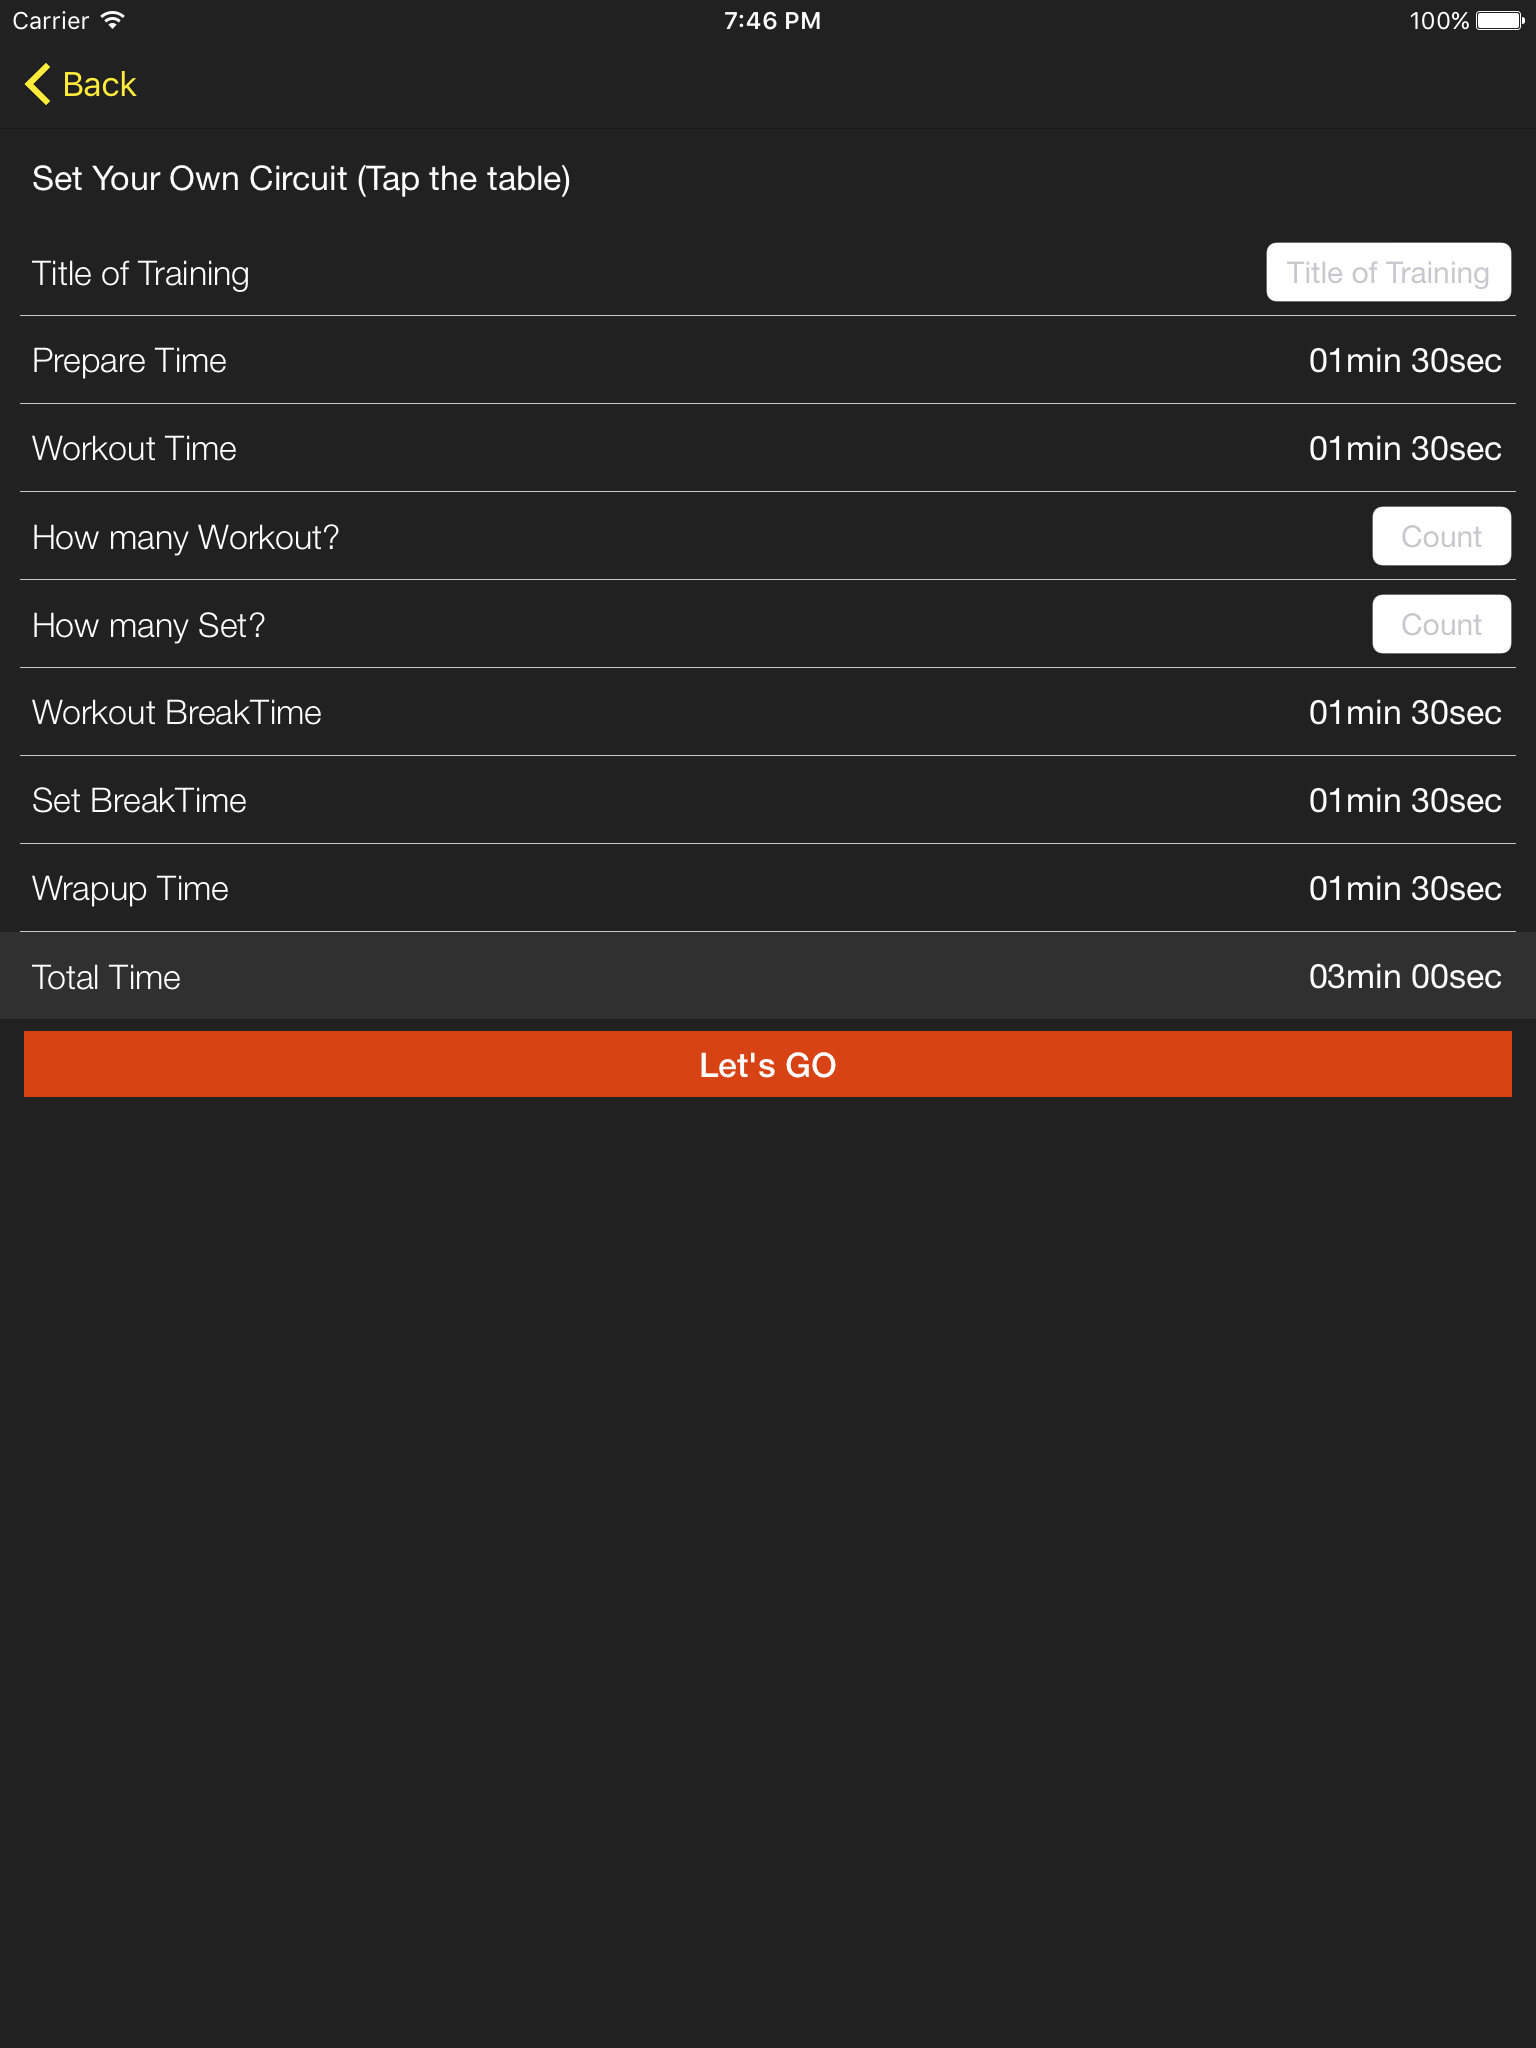 Carrier 7:46 PM 100%
Back
Set Your Own Circuit (Tap the table)
Title of Training Title of Training
Prepare Time 01min 30sec
Workout Time 01min 30sec
How many Workout? Count
How many Set? Count
Workout BreakTime 01min 30sec
Set BreakTime 01min 30sec
Wrapup Time 01min 30sec
Total Time 03min 00sec
Let's GO